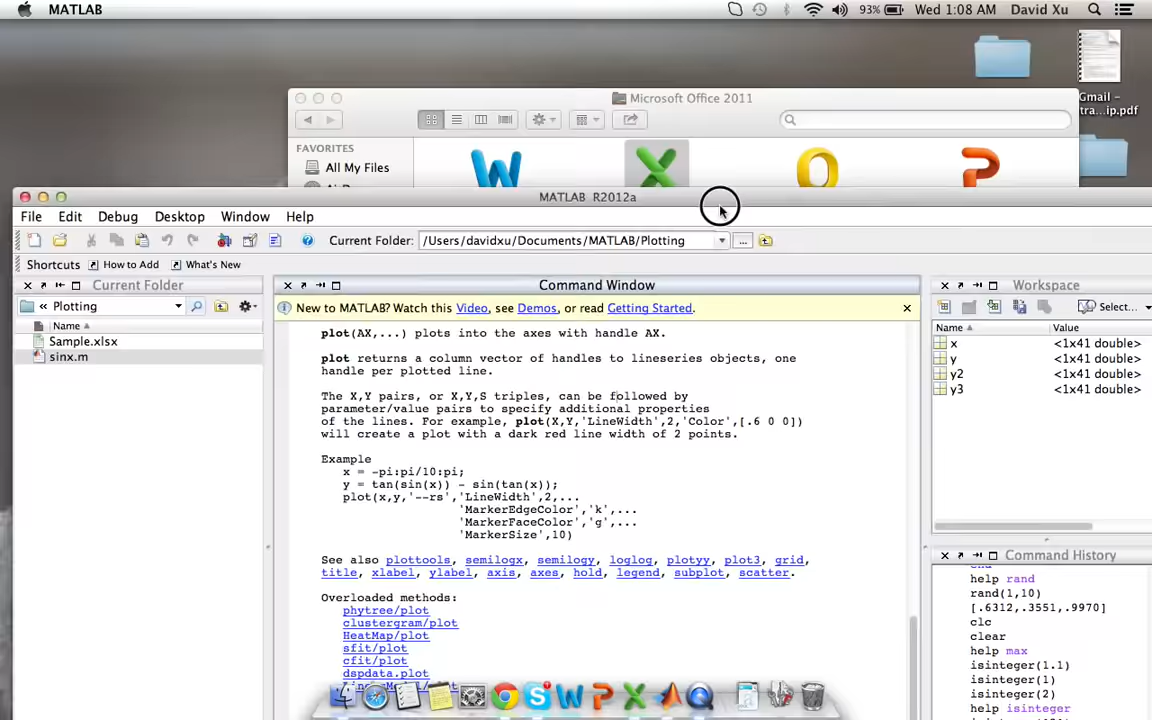 MATLAB
93% Wed 1:08 AM David Xu
Microsoft Office 2011
Gmail –
tra...ip.pdf
FAVORITES
All My Files
MATLAB R2012a
File Edit Debug Desktop Window Help
Current Folder: /Users/davidxu/Documents/MATLAB/Plotting
Shortcuts How to Add What's New
Current Folder
« Plotting
Name
Sample.xlsx
sinx.m
Command Window
New to MATLAB? Watch this Video, see Demos, or read Getting Started.
plot(AX,...) plots into the axes with handle AX.
plot returns a column vector of handles to lineseries objects, one
handle per plotted line.
The X,Y pairs, or X,Y,S triples, can be followed by
parameter/value pairs to specify additional properties
of the lines. For example, plot(X,Y,'LineWidth',2,'Color',[.6 0 0])
will create a plot with a dark red line width of 2 points.
Example
x = -pi:pi/10:pi;
y = tan(sin(x)) - sin(tan(x));
plot(x,y,'--rs','LineWidth',2,...
'MarkerEdgeColor','k',...
'MarkerFaceColor','g',...
'MarkerSize',10)
See also plottools, semilogx, semilogy, loglog, plotyy, plot3, grid,
title, xlabel, ylabel, axis, axes, hold, legend, subplot, scatter.
Overloaded methods:
phytree/plot
clustergram/plot
HeatMap/plot
sfit/plot
cfit/plot
dspdata.plot
Workspace
Select...
Name Value
x <1x41 double>
y <1x41 double>
y2 <1x41 double>
y3 <1x41 double>
Command History
end
help rand
rand(1,10)
[.6312,.3551,.9970]
clc
clear
help max
isinteger(1.1)
isinteger(1)
isinteger(2)
help isinteger